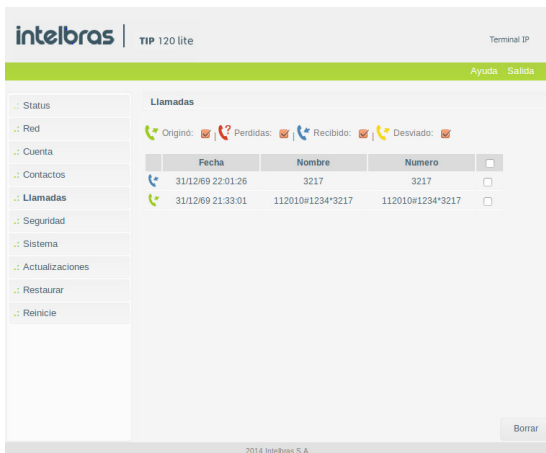 intelbras TIP 120 lite
Terminal IP
Ayuda Salida
.: Status
.: Red
.: Cuenta
.: Contactos
.: Llamadas
.: Seguridad
.: Sistema
.: Actualizaciones
.: Restaurar
.: Reinicie
Llamadas
Originó: | Perdidas: | Recibido: | Desviado:
Fecha Nombre Numero
31/12/69 22:01:26 3217 3217
31/12/69 21:33:01 112010#1234*3217 112010#1234*3217
Borrar
2014 Intelbras S.A.